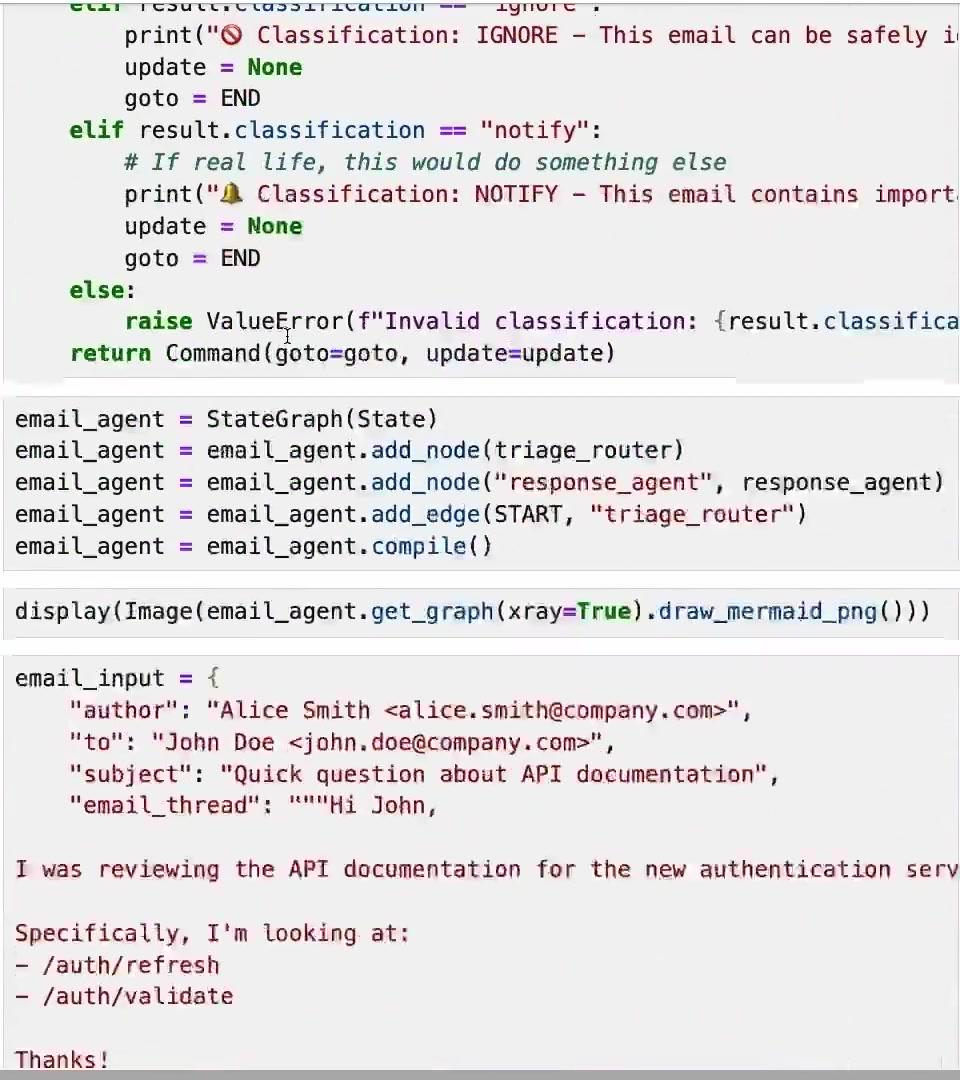 elif result.classification == "ignore":
print("🚫 Classification: IGNORE – This email can be safely
update = None
goto = END
elif result.classification == "notify":
# If real life, this would do something else
print("🔔 Classification: NOTIFY – This email contains
update = None
goto = END
else:
raise ValueError(f"Invalid classification: {result.
return Command(goto=goto, update=update)
email_agent = StateGraph(State)
email_agent = email_agent.add_node(triage_router)
email_agent = email_agent.add_node("response_agent", response_agent)
email_agent = email_agent.add_edge(START, "triage_router")
email_agent = email_agent.compile()
display(Image(email_agent.get_graph(xray=True).draw_mermaid_png()))
email_input = {
"author": "Alice Smith <alice.smith@company.com>",
"to": "John Doe <john.doe@company.com>",
"subject": "Quick question about API documentation",
"email_thread": """Hi John,
I was reviewing the API documentation for the new authentication
Specifically, I'm looking at:
– /auth/refresh
– /auth/validate
Thanks!